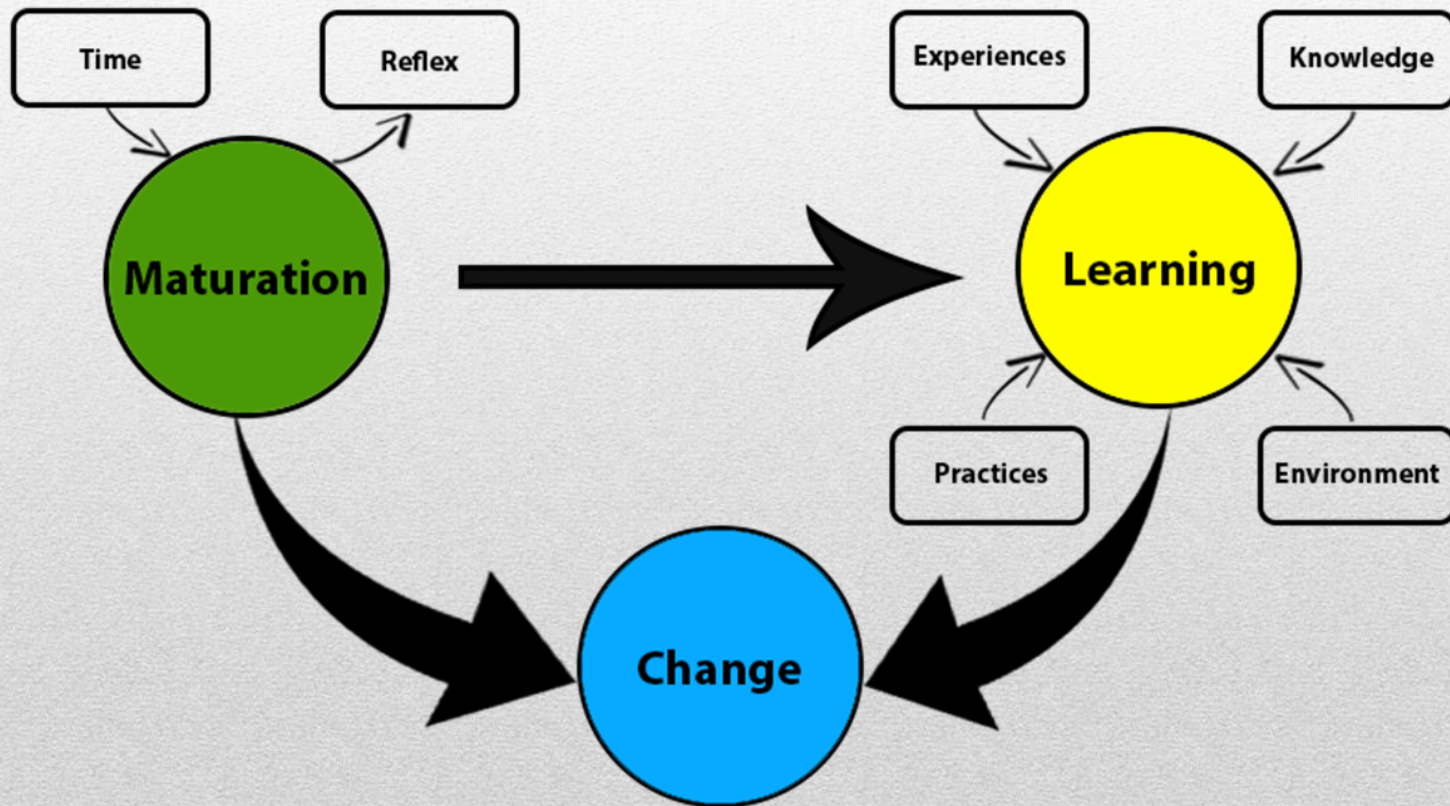 Time
Reflex
Experiences
Knowledge
Maturation
Learning
Practices
Environment
Change